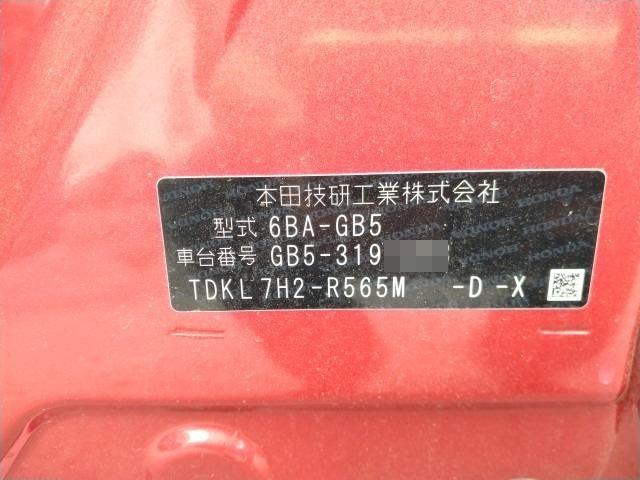 本田技研工業株式会社
型式 6BA-GB5
車台番号 GB5-319
TDKL7H2-R565M -D -X